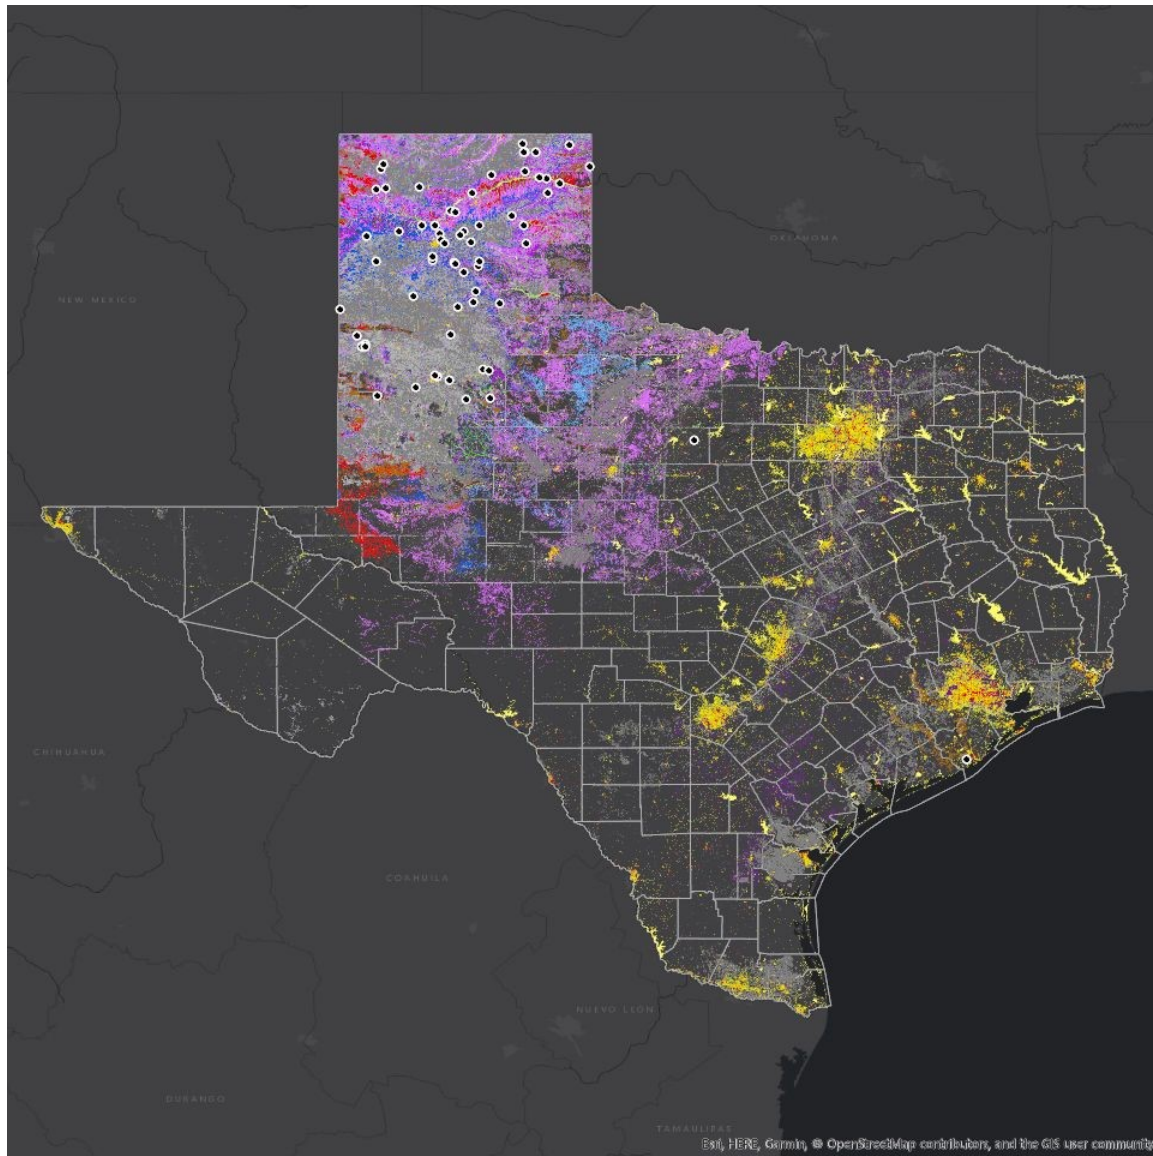 OKLAHOMA
NEW MEXICO
CHIHUAHUA
COAHUILA
NUEVO LEON
DURANGO
TAMAULIPAS
Esri, HERE, Garmin, © OpenStreetMap contributors, and the GIS user community